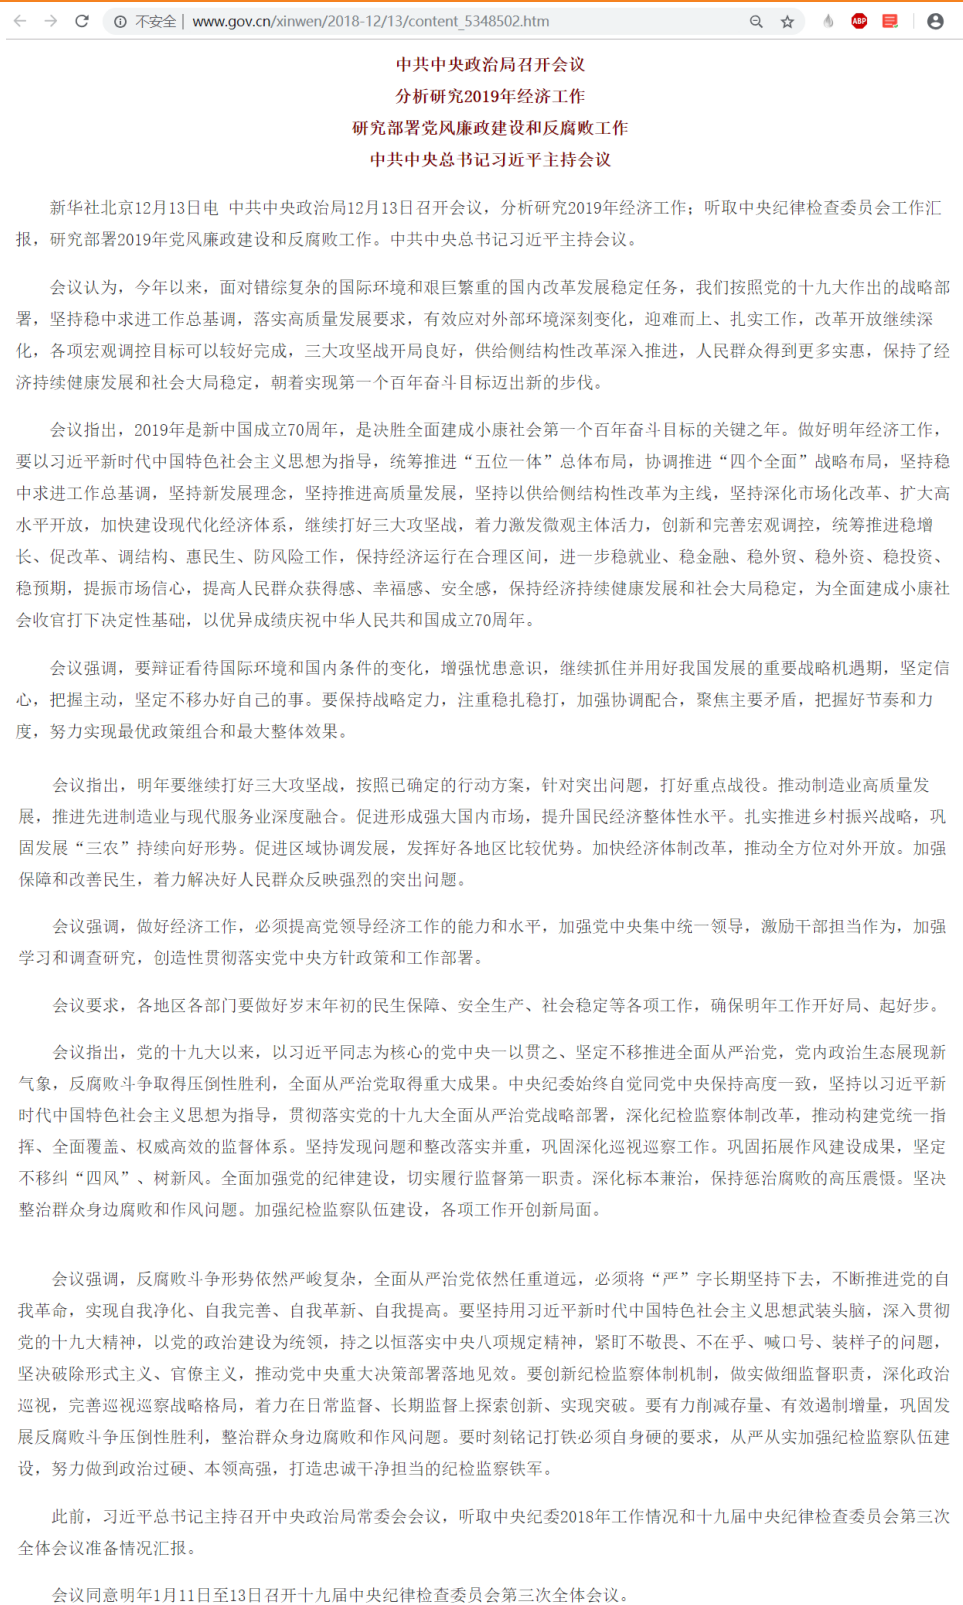 不安全 | www.gov.cn/xinwen/2018-12/13/content_5348502.htm
ABP
中共中央政治局召开会议
分析研究2019年经济工作
研究部署党风廉政建设和反腐败工作
中共中央总书记习近平主持会议
新华社北京12月13日电 中共中央政治局12月13日召开会议，分析研究2019年经济工作；听取中央纪律检查委员会工作汇
报，研究部署2019年党风廉政建设和反腐败工作。中共中央总书记习近平主持会议。
会议认为，今年以来，面对错综复杂的国际环境和艰巨繁重的国内改革发展稳定任务，我们按照党的十九大作出的战略部
署，坚持稳中求进工作总基调，落实高质量发展要求，有效应对外部环境深刻变化，迎难而上、扎实工作，改革开放继续深
化，各项宏观调控目标可以较好完成，三大攻坚战开局良好，供给侧结构性改革深入推进，人民群众得到更多实惠，保持了经
济持续健康发展和社会大局稳定，朝着实现第一个百年奋斗目标迈出新的步伐。
会议指出，2019年是新中国成立70周年，是决胜全面建成小康社会第一个百年奋斗目标的关键之年。做好明年经济工作，
要以习近平新时代中国特色社会主义思想为指导，统筹推进“五位一体”总体布局，协调推进“四个全面”战略布局，坚持稳
中求进工作总基调，坚持新发展理念，坚持推进高质量发展，坚持以供给侧结构性改革为主线，坚持深化市场化改革、扩大高
水平开放，加快建设现代化经济体系，继续打好三大攻坚战，着力激发微观主体活力，创新和完善宏观调控，统筹推进稳增
长、促改革、调结构、惠民生、防风险工作，保持经济运行在合理区间，进一步稳就业、稳金融、稳外贸、稳外资、稳投资、
稳预期，提振市场信心，提高人民群众获得感、幸福感、安全感，保持经济持续健康发展和社会大局稳定，为全面建成小康社
会收官打下决定性基础，以优异成绩庆祝中华人民共和国成立70周年。
会议强调，要辩证看待国际环境和国内条件的变化，增强忧患意识，继续抓住并用好我国发展的重要战略机遇期，坚定信
心，把握主动，坚定不移办好自己的事。要保持战略定力，注重稳扎稳打，加强协调配合，聚焦主要矛盾，把握好节奏和力
度，努力实现最优政策组合和最大整体效果。
会议指出，明年要继续打好三大攻坚战，按照已确定的行动方案，针对突出问题，打好重点战役。推动制造业高质量发
展，推进先进制造业与现代服务业深度融合。促进形成强大国内市场，提升国民经济整体性水平。扎实推进乡村振兴战略，巩
固发展“三农”持续向好形势。促进区域协调发展，发挥好各地区比较优势。加快经济体制改革，推动全方位对外开放。加强
保障和改善民生，着力解决好人民群众反映强烈的突出问题。
会议强调，做好经济工作，必须提高党领导经济工作的能力和水平，加强党中央集中统一领导，激励干部担当作为，加强
学习和调查研究，创造性贯彻落实党中央方针政策和工作部署。
会议要求，各地区各部门要做好岁末年初的民生保障、安全生产、社会稳定等各项工作，确保明年工作开好局、起好步。
会议指出，党的十九大以来，以习近平同志为核心的党中央一以贯之、坚定不移推进全面从严治党，党内政治生态展现新
气象，反腐败斗争取得压倒性胜利，全面从严治党取得重大成果。中央纪委始终自觉同党中央保持高度一致，坚持以习近平新
时代中国特色社会主义思想为指导，贯彻落实党的十九大全面从严治党战略部署，深化纪检监察体制改革，推动构建党统一指
挥、全面覆盖、权威高效的监督体系。坚持发现问题和整改落实并重，巩固深化巡视巡察工作。巩固拓展作风建设成果，坚定
不移纠“四风”、树新风。全面加强党的纪律建设，切实履行监督第一职责。深化标本兼治，保持惩治腐败的高压震慑。坚决
整治群众身边腐败和作风问题。加强纪检监察队伍建设，各项工作开创新局面。
会议强调，反腐败斗争形势依然严峻复杂，全面从严治党依然任重道远，必须将“严”字长期坚持下去，不断推进党的自
我革命，实现自我净化、自我完善、自我革新、自我提高。要坚持用习近平新时代中国特色社会主义思想武装头脑，深入贯彻
党的十九大精神，以党的政治建设为统领，持之以恒落实中央八项规定精神，紧盯不敬畏、不在乎、喊口号、装样子的问题，
坚决破除形式主义、官僚主义，推动党中央重大决策部署落地见效。要创新纪检监察体制机制，做实做细监督职责，深化政治
巡视，完善巡视巡察战略格局，着力在日常监督、长期监督上探索创新、实现突破。要有力削减存量、有效遏制增量，巩固发
展反腐败斗争压倒性胜利，整治群众身边腐败和作风问题。要时刻铭记打铁必须自身硬的要求，从严从实加强纪检监察队伍建
设，努力做到政治过硬、本领高强，打造忠诚干净担当的纪检监察铁军。
此前，习近平总书记主持召开中央政治局常委会会议，听取中央纪委2018年工作情况和十九届中央纪律检查委员会第三次
全体会议准备情况汇报。
会议同意明年1月11日至13日召开十九届中央纪律检查委员会第三次全体会议。